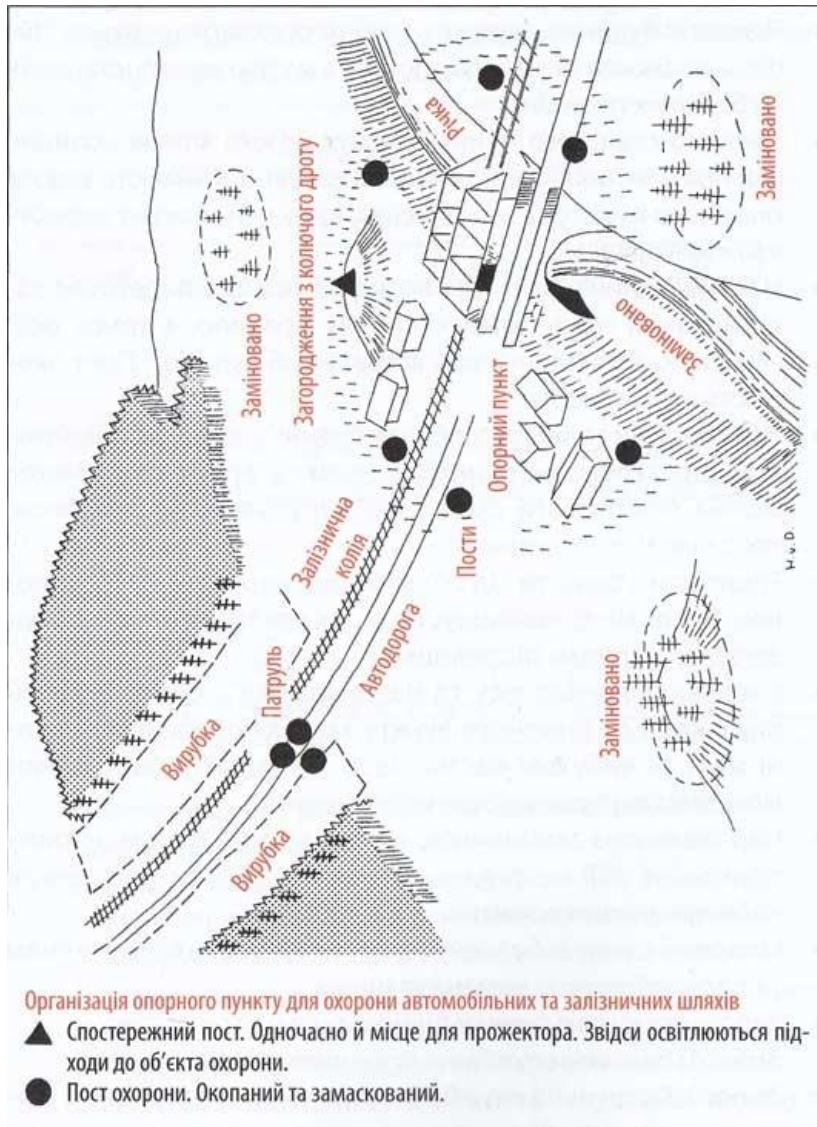 Річка
Заміновано
Заміновано
Загородження з колючого дроту
Заміновано
Опорний пункт
Залізнична
колія
Пости
Автодорога
Патруль
Вирубка
Вирубка
Заміновано
H.v.D.
Організація опорного пункту для охорони автомобільних та залізничних шляхів
Спостережний пост. Одночасно й місце для прожектора. Звідси освітлюються під-
ходи до об’єкта охорони.
Пост охорони. Окопаний та замаскований.